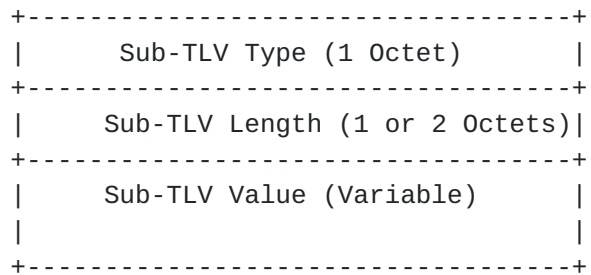 +-----------------------------------+
|      Sub-TLV Type (1 Octet)       |
+-----------------------------------+
|     Sub-TLV Length (1 or 2 Octets)|
+-----------------------------------+
|     Sub-TLV Value (Variable)      |
|                                   |
+-----------------------------------+